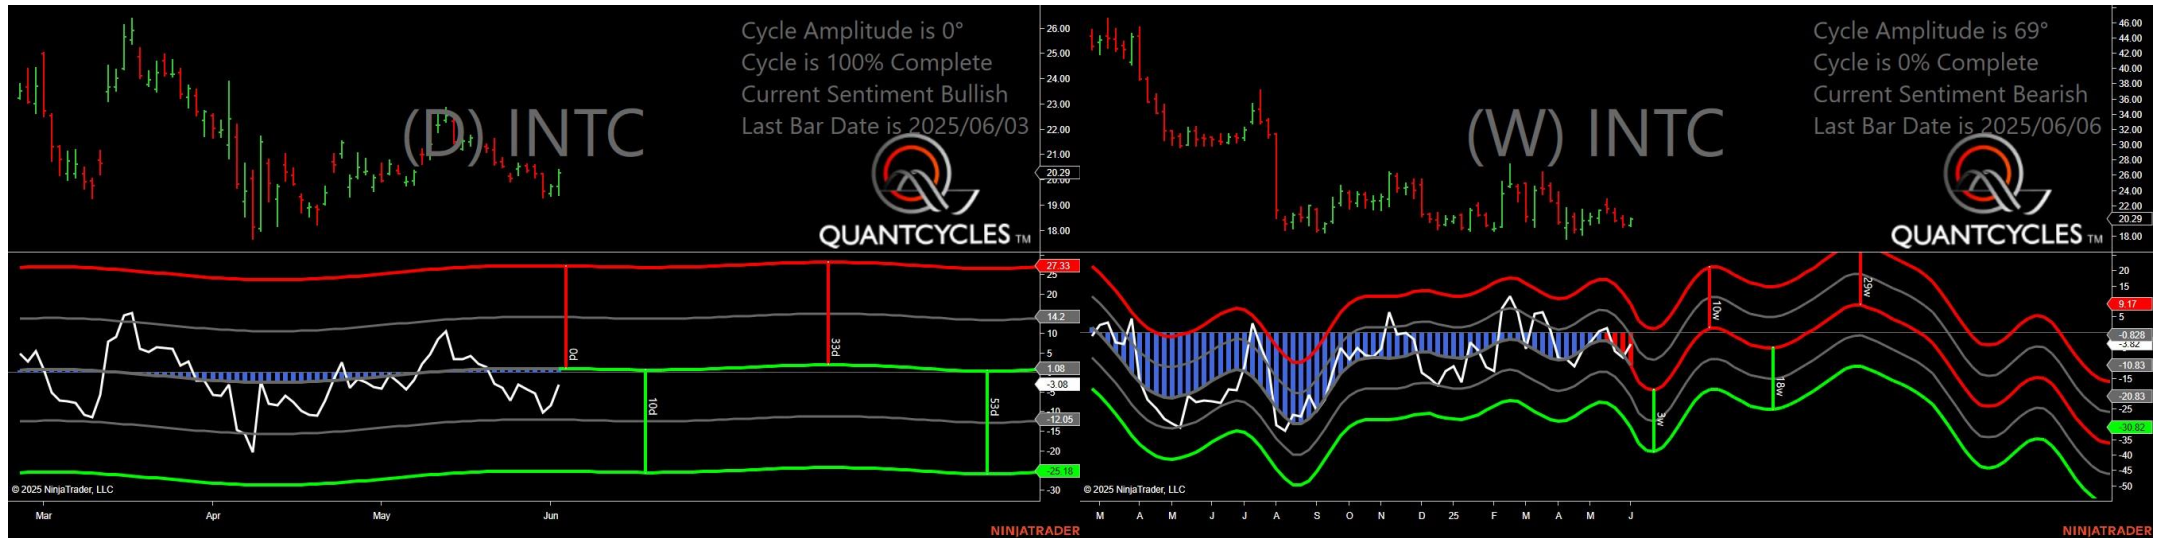 Cycle Amplitude is 0°
Cycle is 100% Complete
Current Sentiment Bullish
Last Bar Date is 2025/06/03
(D) INTC
QUANTCYCLES TM
26.00
25.00
24.00
23.00
22.00
21.00
20.29
20.00
19.00
18.00
27.33
25
20
14.2
10
5
1.08
-3.08
-5
-10
-12.05
-15
-20
-25.18
-30
0d
33d
10d
53d
© 2025 NinjaTrader, LLC
Mar
Apr
May
Jun
NINJATRADER
Cycle Amplitude is 69°
Cycle is 0% Complete
Current Sentiment Bearish
Last Bar Date is 2025/06/06
(W) INTC
QUANTCYCLES TM
46.00
44.00
42.00
40.00
38.00
36.00
34.00
32.00
30.00
28.00
26.00
24.00
22.00
20.29
18.00
20
15
9.17
5
-0.828
-3.82
-10.83
-15
-20.83
-25
-30.82
-35
-40
-45
-50
10w
29w
3w
18w
© 2025 NinjaTrader, LLC
M A M J J A S O N D 25 F M A M J
NINJATRADER